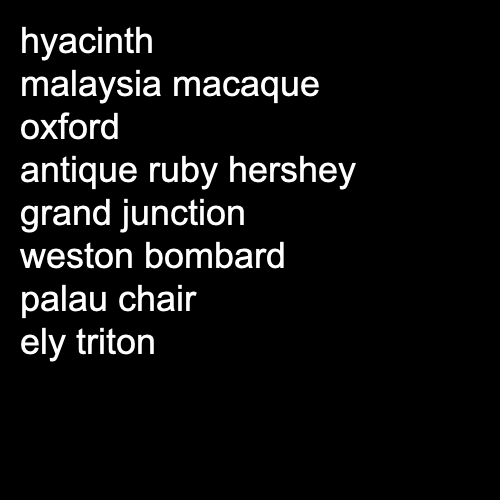 hyacinth
malaysia macaque
oxford
antique ruby hershey
grand junction
weston bombard
palau chair
ely triton